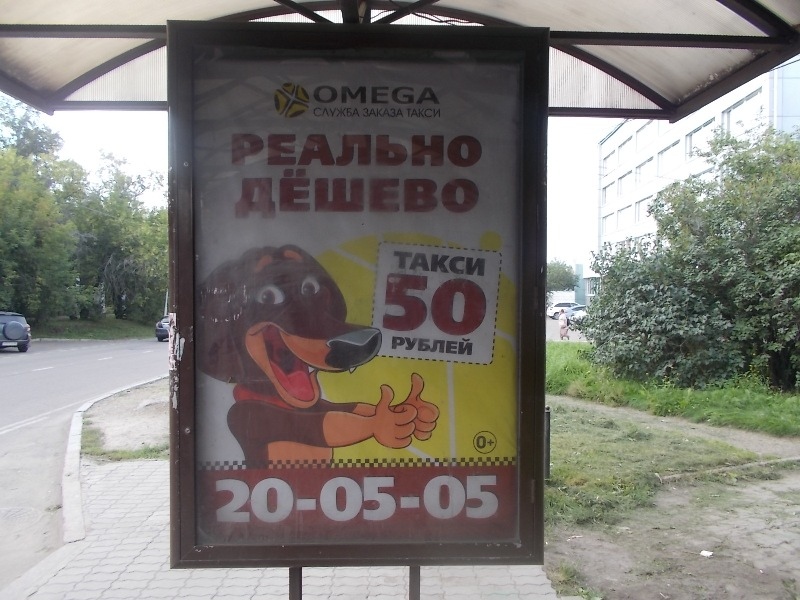 OMEGA
СЛУЖБА ЗАКАЗА ТАКСИ
РЕАЛЬНО
ДЁШЕВО
ТАКСИ
50
РУБЛЕЙ
0+
20-05-05